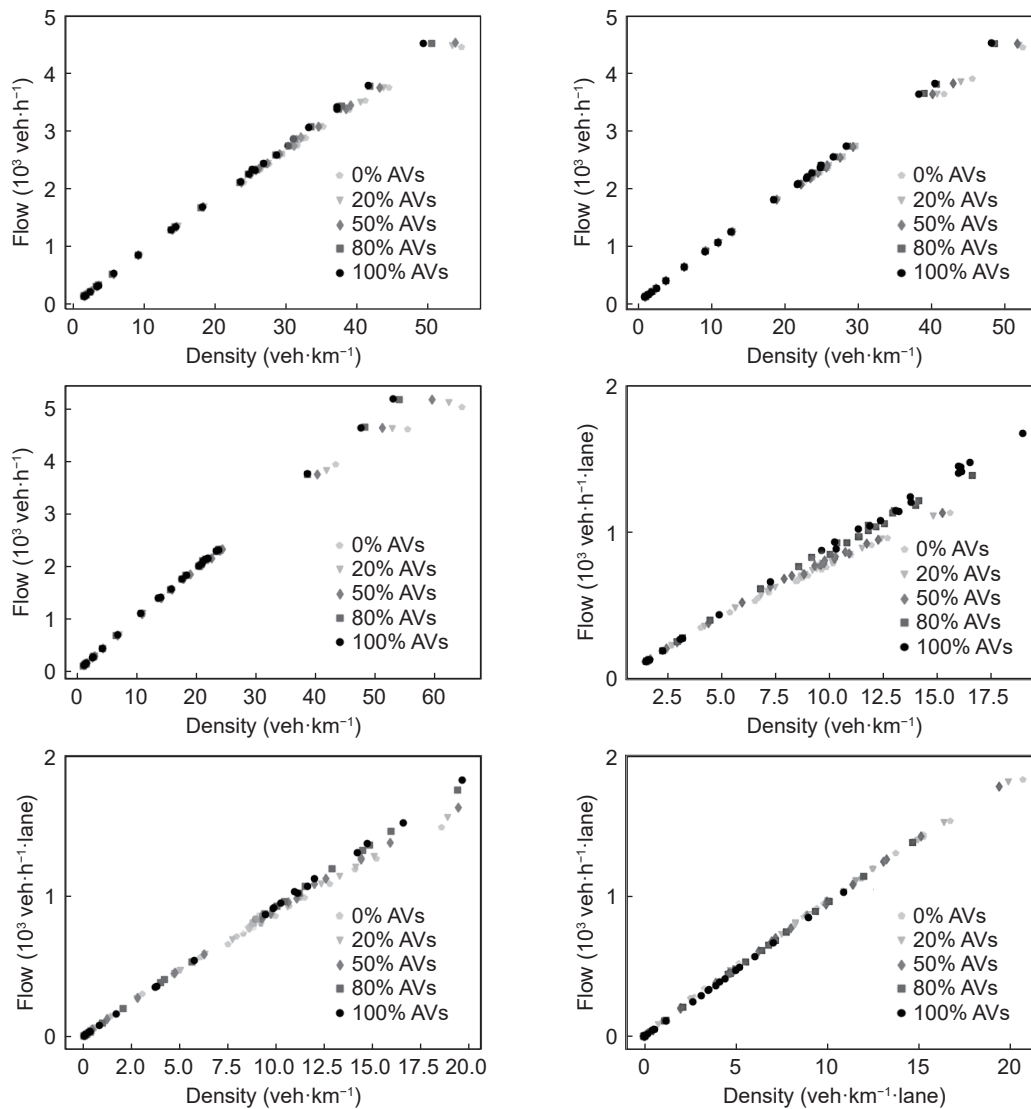 5
4
3
2
1
0
Flow (10³ veh·h⁻¹)
0% AVs
20% AVs
50% AVs
80% AVs
100% AVs
0 10 20 30 40 50
Density (veh·km⁻¹)
5
4
3
2
1
0
Flow (10³ veh·h⁻¹)
0% AVs
20% AVs
50% AVs
80% AVs
100% AVs
0 10 20 30 40 50
Density (veh·km⁻¹)
5
4
3
2
1
0
Flow (10³ veh·h⁻¹)
0% AVs
20% AVs
50% AVs
80% AVs
100% AVs
0 10 20 30 40 50 60
Density (veh·km⁻¹)
2
1
0
Flow (10³ veh·h⁻¹·lane)
0% AVs
20% AVs
50% AVs
80% AVs
100% AVs
2.5 5.0 7.5 10.0 12.5 15.0 17.5
Density (veh·km⁻¹)
2
1
0
Flow (10³ veh·h⁻¹·lane)
0% AVs
20% AVs
50% AVs
80% AVs
100% AVs
0.0 2.5 5.0 7.5 10.0 12.5 15.0 17.5 20.0
Density (veh·km⁻¹)
2
1
0
Flow (10³ veh·h⁻¹·lane)
0% AVs
20% AVs
50% AVs
80% AVs
100% AVs
0 5 10 15 20
Density (veh·km⁻¹·lane)